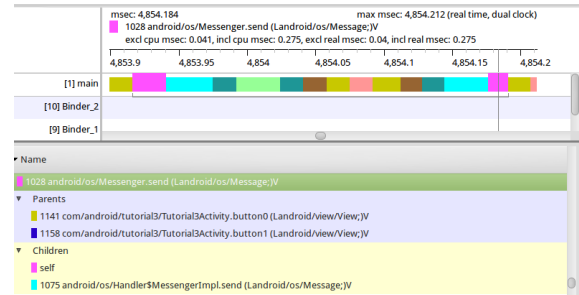 msec: 4,854.184 max msec: 4,854.212 (real time, dual clock)
1028 android/os/Messenger.send (Landroid/os/Message;)V
excl cpu msec: 0.041, incl cpu msec: 0.275, excl real msec: 0.04, incl real msec: 0.275
4,853.9 4,853.95 4,854 4,854.05 4,854.1 4,854.15 4,854.2
[1] main
[10] Binder_2
[9] Binder_1
Name
1028 android/os/Messenger.send (Landroid/os/Message;)V
Parents
1141 com/android/tutorial3/Tutorial3Activity.button0 (Landroid/view/View;)V
1158 com/android/tutorial3/Tutorial3Activity.button1 (Landroid/view/View;)V
Children
self
1075 android/os/Handler$MessengerImpl.send (Landroid/os/Message;)V